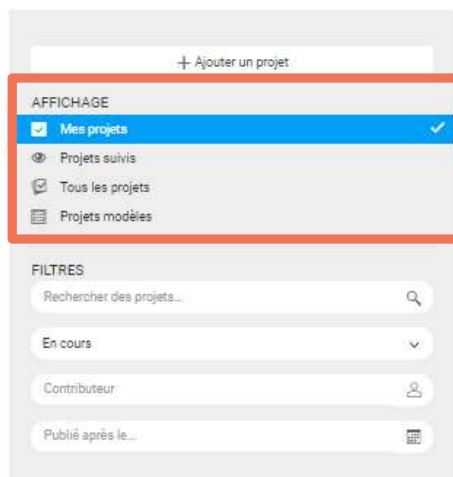 + Ajouter un projet
AFFICHAGE
Mes projets
Projets suivis
Tous les projets
Projets modèles
FILTRES
Rechercher des projets...
En cours
Contributeur
Publié après le...